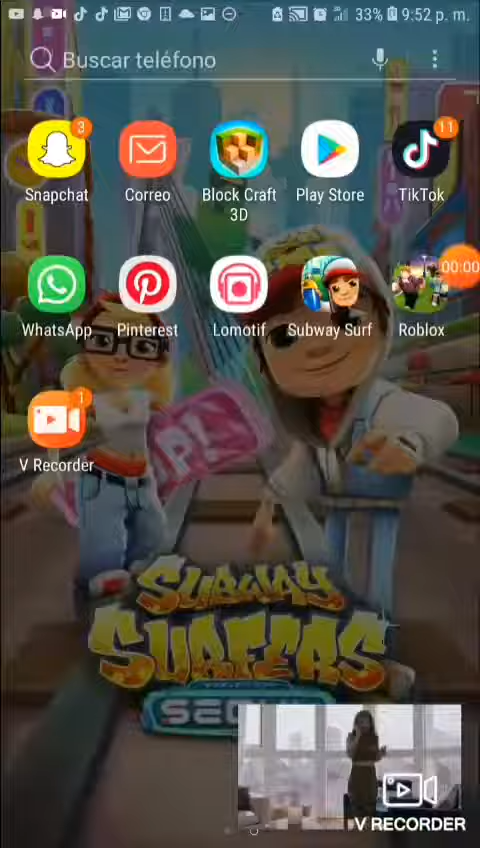 33% 9:52 p. m.
Buscar teléfono
3
11
Snapchat
Correo
Block Craft
3D
Play Store
TikTok
00:00
WhatsApp
Pinterest
Lomotif
Subway Surf
Roblox
1
V Recorder
P!
SUBWAY
SURFERS
V RECORDER